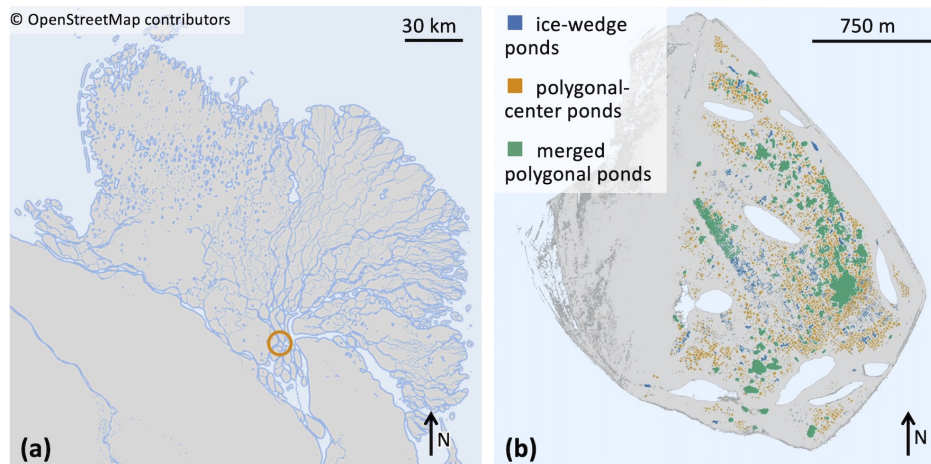 © OpenStreetMap contributors
30 km
(a)
N
ice-wedge
ponds
polygonal-
center ponds
merged
polygonal ponds
750 m
(b)
N